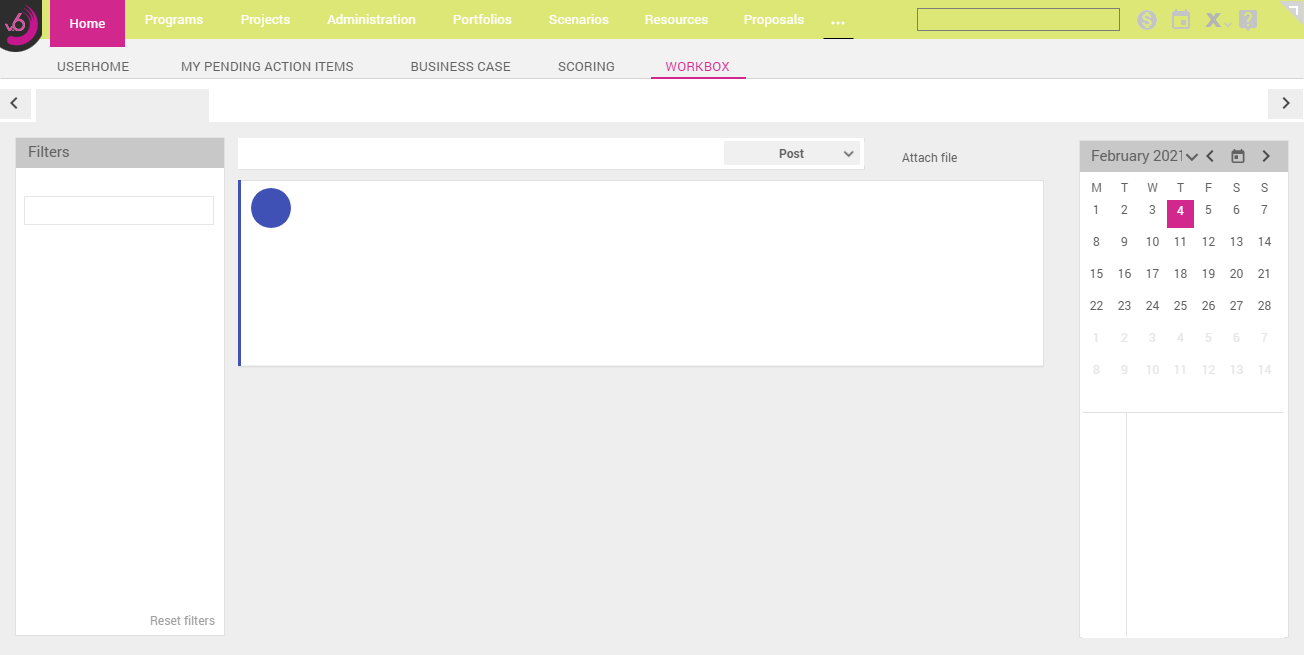 v6 Home Programs Projects Administration Portfolios Scenarios Resources Proposals ...
USERHOME MY PENDING ACTION ITEMS BUSINESS CASE SCORING WORKBOX
Filters
Reset filters
Post Attach file
February 2021
M T W T F S S
1 2 3 4 5 6 7
8 9 10 11 12 13 14
15 16 17 18 19 20 21
22 23 24 25 26 27 28
1 2 3 4 5 6 7
8 9 10 11 12 13 14